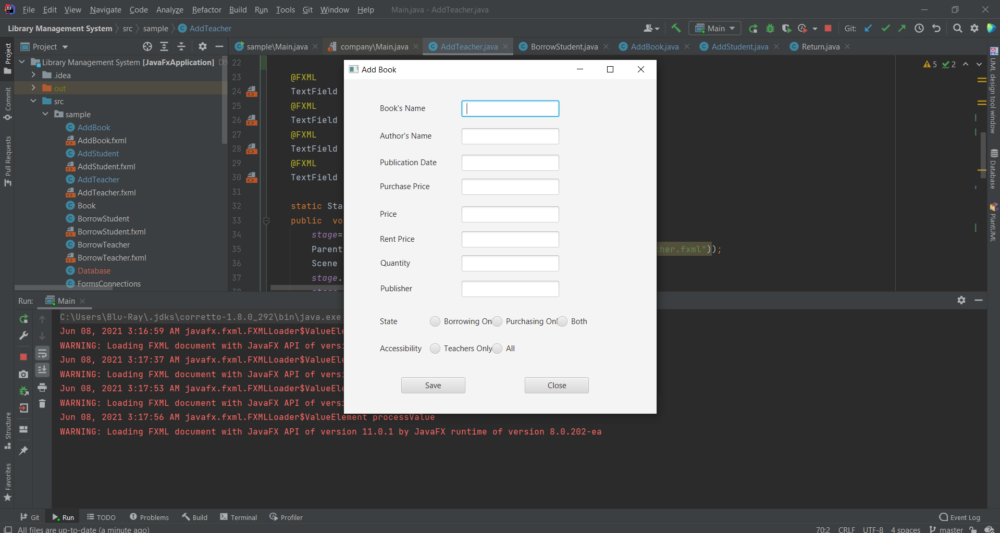 File Edit View Navigate Code Analyze Refactor Build Run Tools Git Window Help Main.java - AddTeacher.java
Library Management System src sample AddTeacher Main Git:
Project sample\Main.java company\Main.java AddTeacher.java BorrowStudent.java AddBook.java AddStudent.java Return.java
Library Management System [JavaFxApplication]
.idea
out
src
sample
AddBook
AddBook.fxml
AddStudent
AddStudent.fxml
AddTeacher
AddTeacher.fxml
Book
BorrowStudent
BorrowStudent.fxml
BorrowTeacher
BorrowTeacher.fxml
Database
FormsConnections
Project
Commit
Pull Requests
Structure
Favorites
22
23 @FXML
24 TextField
25 @FXML
26 TextField
27 @FXML
28 TextField
29 @FXML
30 TextField
31
32 static Sta
33 public vo
34 stage=
35 Parent cher.fxml"));
36 Scene
37 stage.
5 2
UML design tool window
Database
PlantUML
Add Book
Book's Name
Author's Name
Publication Date
Purchase Price
Price
Rent Price
Quantity
Publisher
State Borrowing On Purchasing Onl Both
Accessibility Teachers Only All
Save Close
Run: Main
C:\Users\Blu-Ray\.jdks\corretto-1.8.0_292\bin\java.exe
Jun 08, 2021 3:16:59 AM javafx.fxml.FXMLLoader$ValueEle
WARNING: Loading FXML document with JavaFX API of versi
Jun 08, 2021 3:17:37 AM javafx.fxml.FXMLLoader$ValueEle
WARNING: Loading FXML document with JavaFX API of versi
Jun 08, 2021 3:17:53 AM javafx.fxml.FXMLLoader$ValueEle
WARNING: Loading FXML document with JavaFX API of versi
Jun 08, 2021 3:17:56 AM javafx.fxml.FXMLLoader$ValueElement processValue
WARNING: Loading FXML document with JavaFX API of version 11.0.1 by JavaFX runtime of version 8.0.202-ea
Git Run TODO Problems Build Terminal Profiler Event Log
All files are up-to-date (a minute ago) 70:2 CRLF UTF-8 4 spaces master